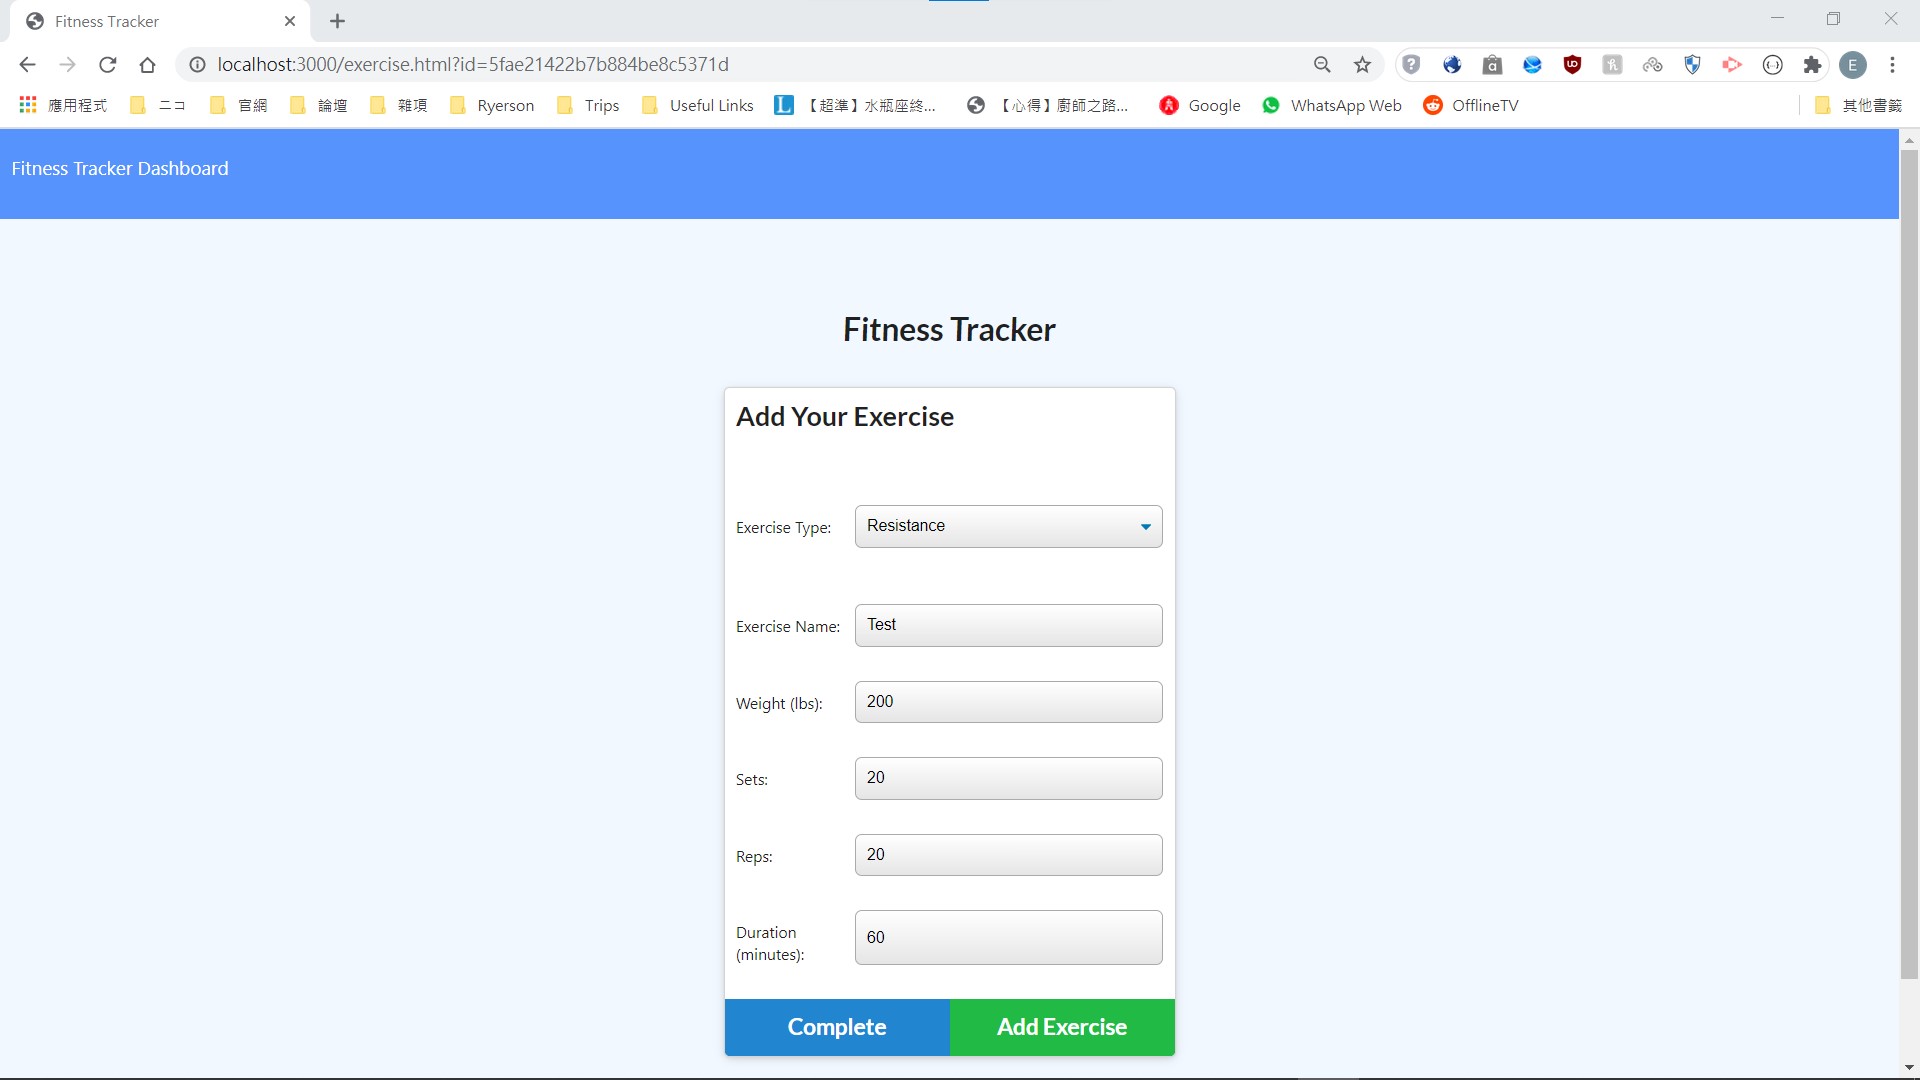 Fitness Tracker
localhost:3000/exercise.html?id=5fae21422b7b884be8c5371d
E
應用程式 ニコ 官網 論壇 雜項 Ryerson Trips Useful Links 【超準】水瓶座終... 【心得】廚師之路... Google WhatsApp Web OfflineTV 其他書籤
Fitness Tracker Dashboard
Fitness Tracker
Add Your Exercise
Exercise Type: Resistance
Exercise Name: Test
Weight (lbs): 200
Sets: 20
Reps: 20
Duration
(minutes): 60
Complete Add Exercise